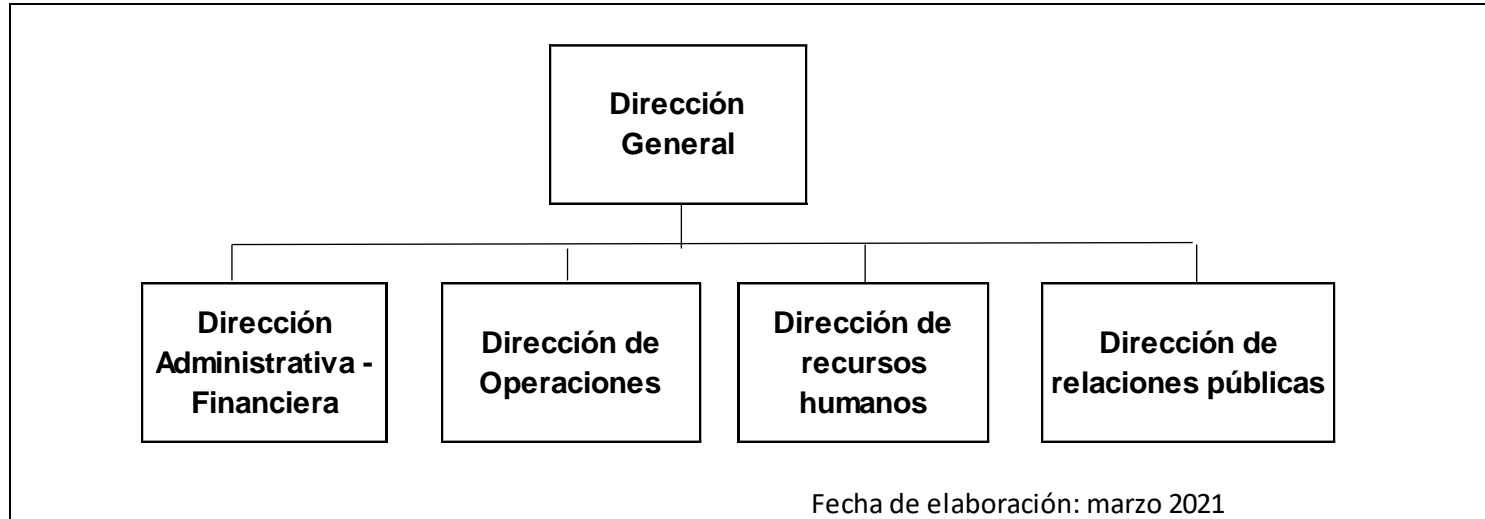 Dirección
General
Dirección
Administrativa -
Financiera
Dirección de
Operaciones
Dirección de
recursos
humanos
Dirección de
relaciones públicas
Fecha de elaboración: marzo 2021